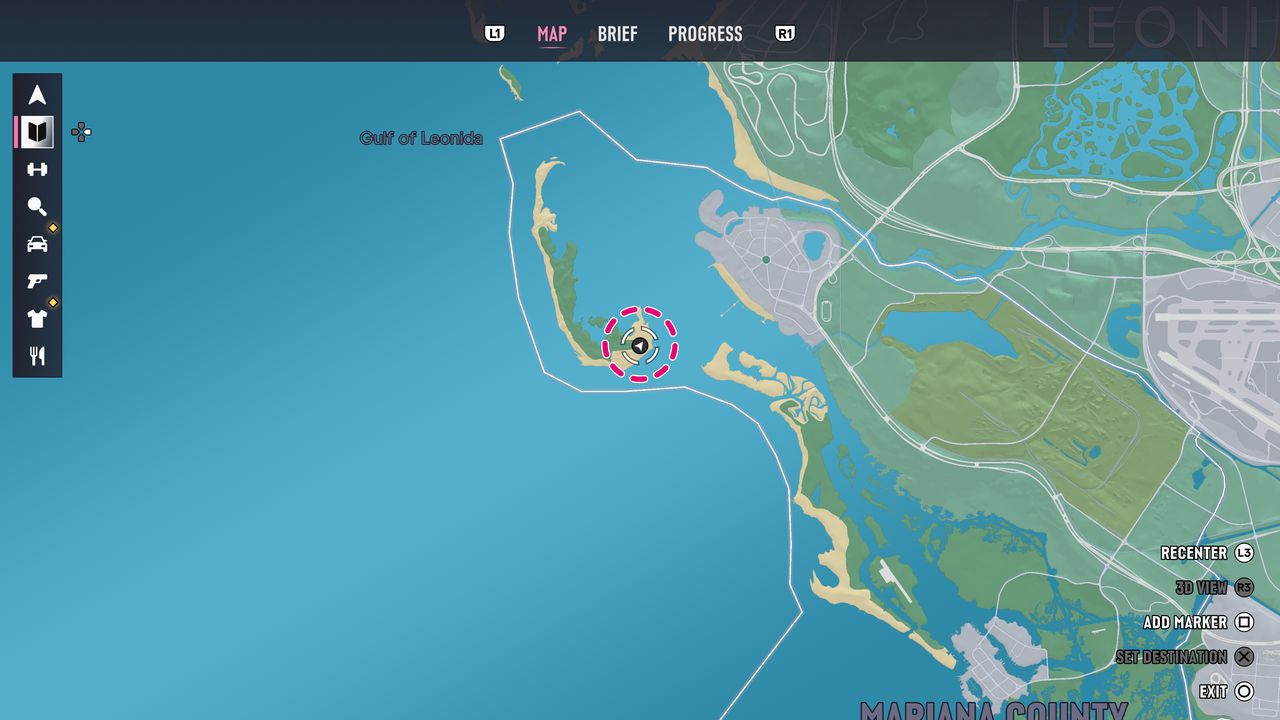 L1 MAP BRIEF PROGRESS R1
LEONI
Gulf of Leonida
RECENTER L3
3D VIEW R3
ADD MARKER
SET DESTINATION
EXIT
MARIANA COUNTY